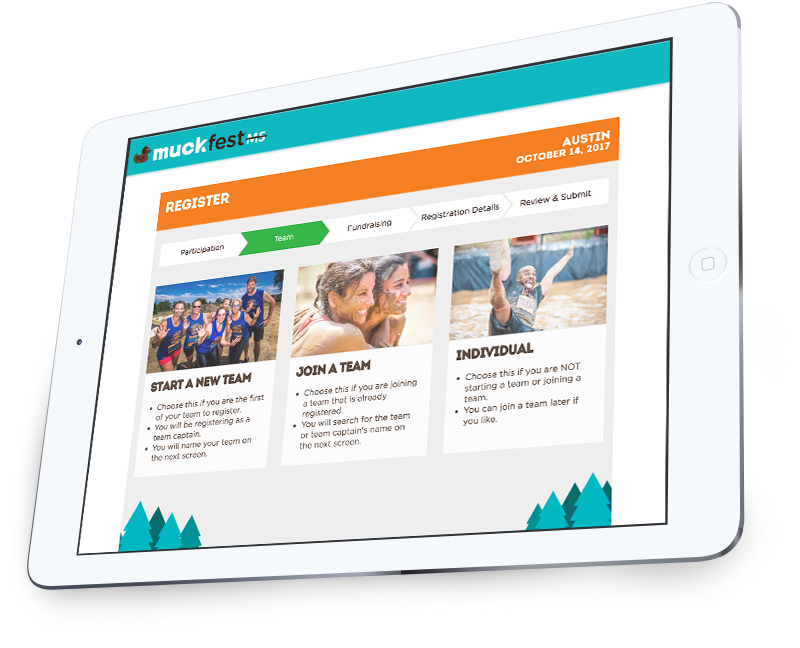 muckfest MS
AUSTIN
OCTOBER 14, 2017
REGISTER
Participation
Team
Fundraising
Registration Details
Review & Submit
START A NEW TEAM
• Choose this if you are the first
of your team to register.
• You will be registering as a
team captain.
• You will name your team on
the next screen.
JOIN A TEAM
• Choose this if you are joining
a team that is already
registered.
• You will search for the team
or team captain's name on
the next screen.
INDIVIDUAL
• Choose this if you are NOT
starting a team or joining a
team.
• You can join a team later if
you like.